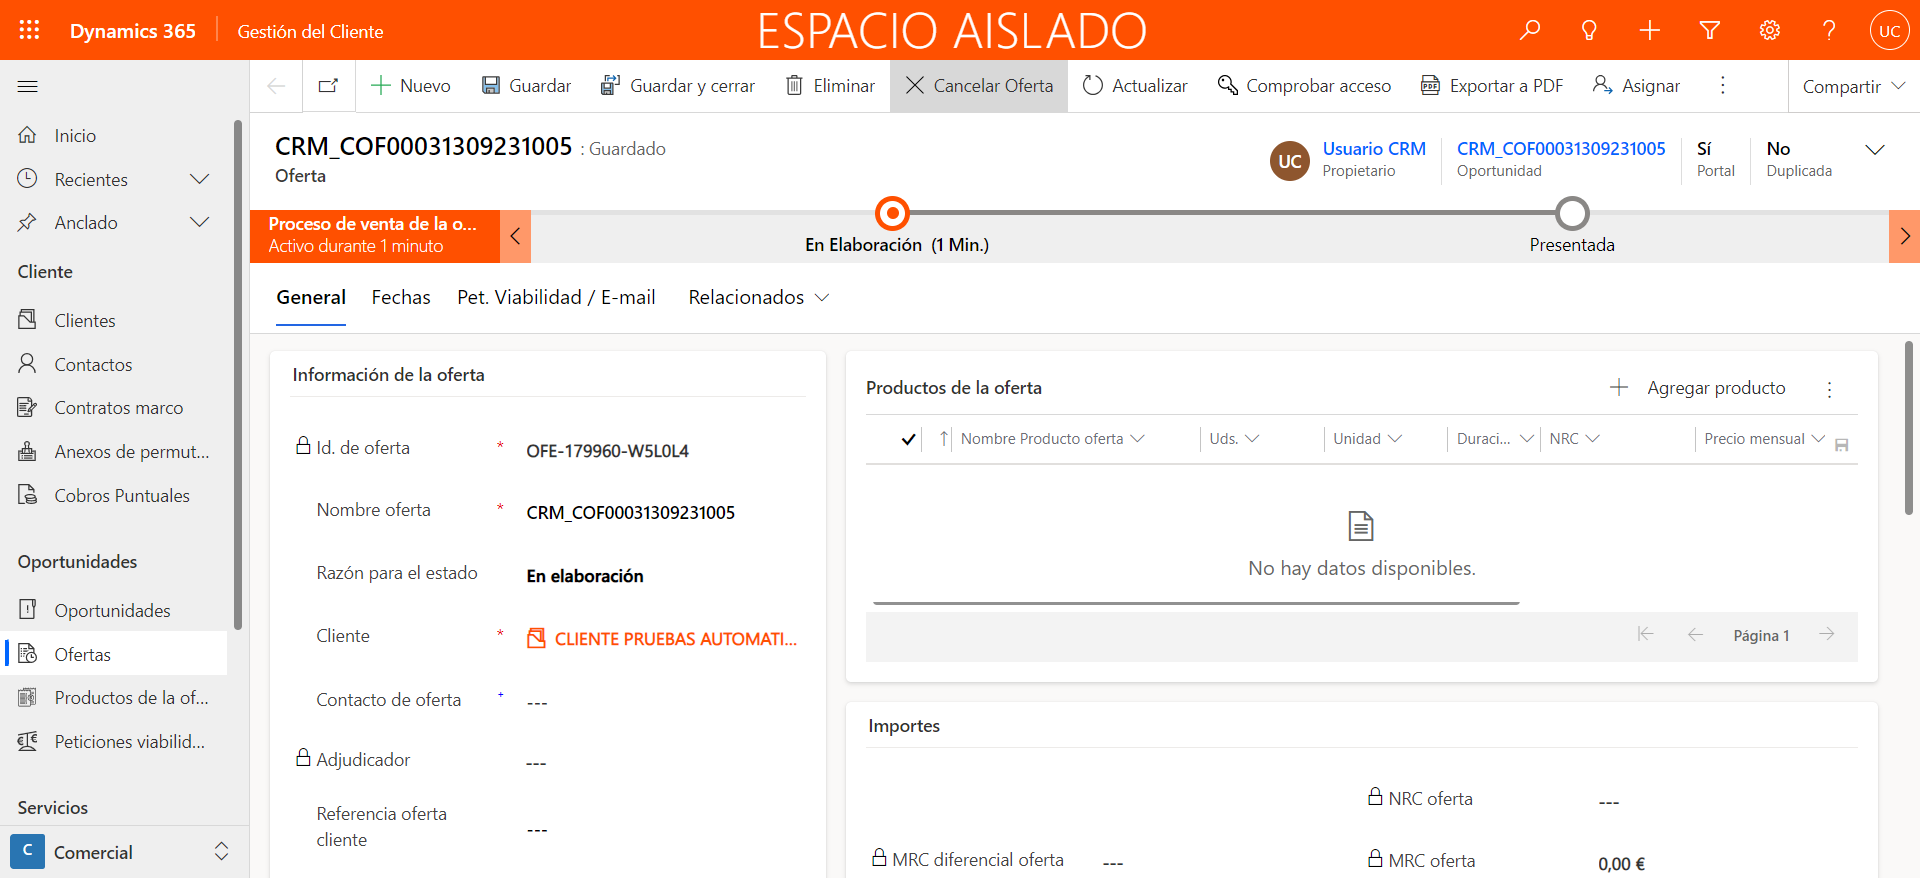 Dynamics 365
Gestión del Cliente
ESPACIO AISLADO
UC
Nuevo
Guardar
Guardar y cerrar
Eliminar
Cancelar Oferta
Actualizar
Comprobar acceso
Exportar a PDF
Asignar
Compartir
Inicio
Recientes
Anclado
Cliente
Clientes
Contactos
Contratos marco
Anexos de permut...
Cobros Puntuales
Oportunidades
Oportunidades
Ofertas
Productos de la of...
Peticiones viabilid...
Servicios
C Comercial
CRM_COF00031309231005 : Guardado
Oferta
UC
Usuario CRM
Propietario
CRM_COF00031309231005
Oportunidad
Sí
Portal
No
Duplicada
Proceso de venta de la o...
Activo durante 1 minuto
En Elaboración (1 Min.)
Presentada
General
Fechas
Pet. Viabilidad / E-mail
Relacionados
Información de la oferta
Id. de oferta * OFE-179960-W5L0L4
Nombre oferta * CRM_COF00031309231005
Razón para el estado En elaboración
Cliente * CLIENTE PRUEBAS AUTOMATI...
Contacto de oferta + ---
Adjudicador ---
Referencia oferta
cliente ---
Productos de la oferta
Agregar producto
Nombre Producto oferta Uds. Unidad Duraci... NRC Precio mensual
No hay datos disponibles.
Página 1
Importes
NRC oferta ---
MRC diferencial oferta ---
MRC oferta 0,00 €